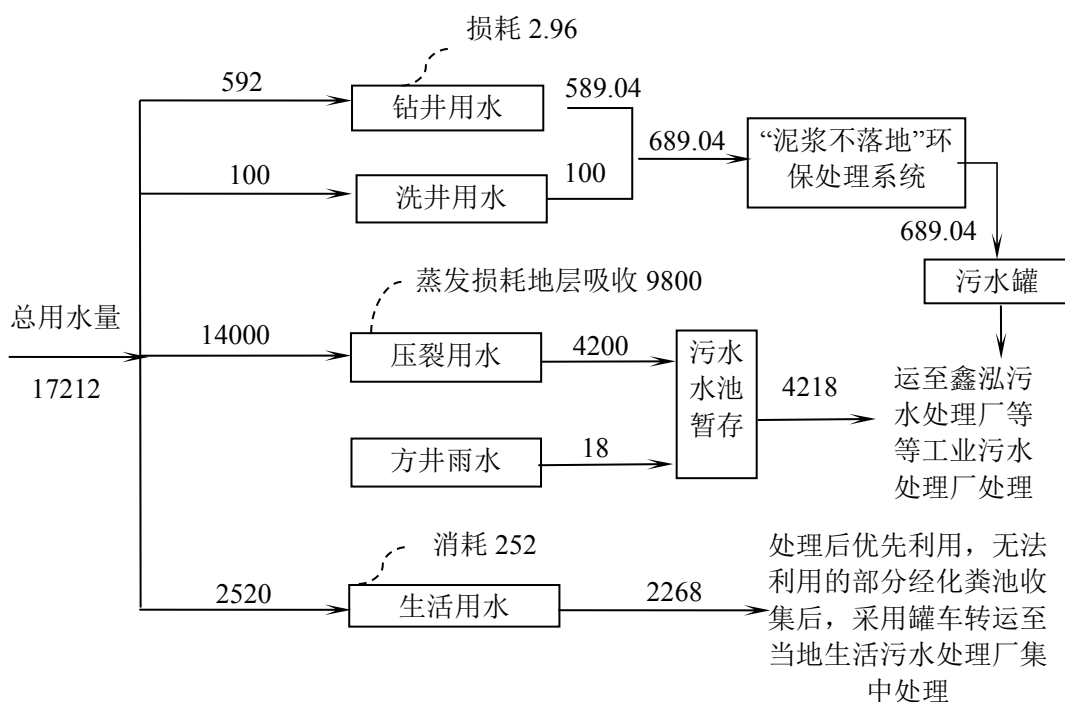 损耗 2.96
592
钻井用水
589.04
689.04
“泥浆不落地”环
保处理系统
100
洗井用水
100
689.04
污水罐
蒸发损耗地层吸收 9800
总用水量
17212
14000
压裂用水
4200
污水
水池
暂存
4218
运至鑫泓污
水处理厂等
等工业污水
处理厂处理
方井雨水
18
消耗 252
2520
生活用水
2268
处理后优先利用，无法
利用的部分经化粪池收
集后，采用罐车转运至
当地生活污水处理厂集
中处理